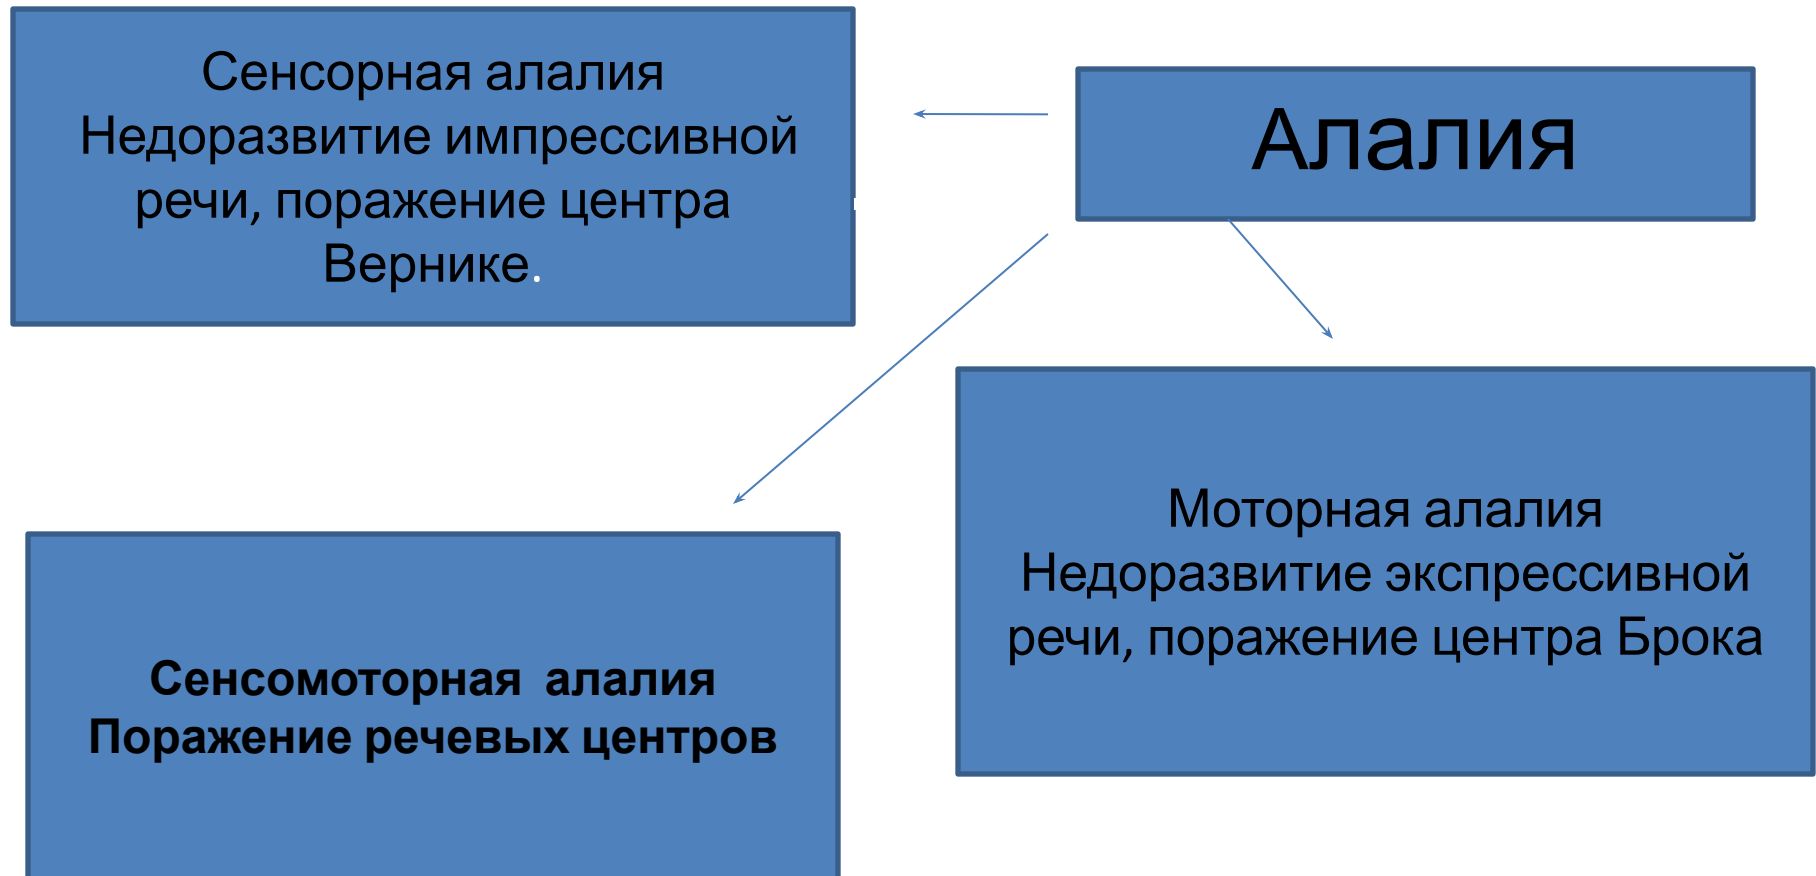 Сенсорная алалия
Недоразвитие импрессивной
речи, поражение центра
Вернике.
Алалия
Сенсомоторная  алалия
Поражение речевых центров
Моторная алалия
Недоразвитие экспрессивной
речи, поражение центра Брока